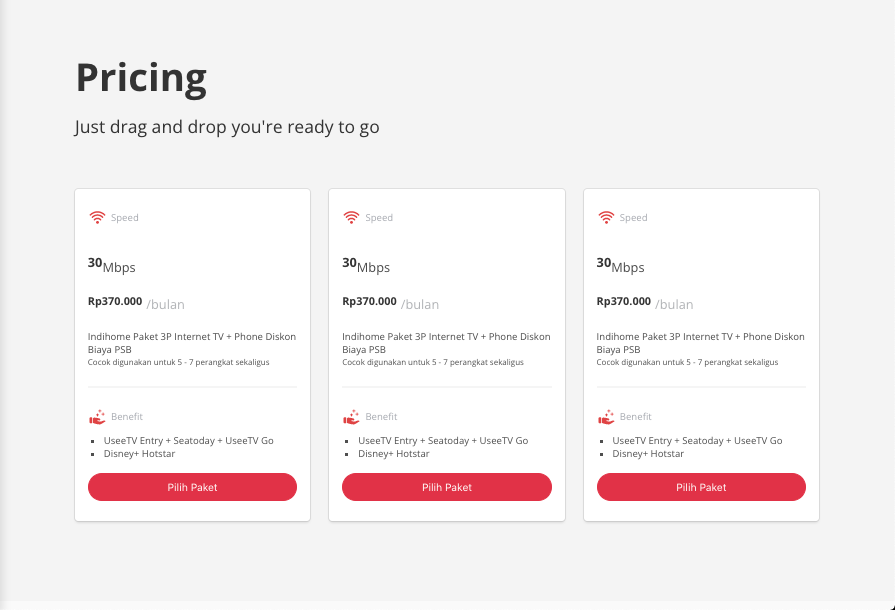 Pricing
Just drag and drop you're ready to go
Speed
30Mbps
Rp370.000 /bulan
Indihome Paket 3P Internet TV + Phone Diskon
Biaya PSB
Cocok digunakan untuk 5 - 7 perangkat sekaligus
Benefit
UseeTV Entry + Seatoday + UseeTV Go
Disney+ Hotstar
Pilih Paket
Speed
30Mbps
Rp370.000 /bulan
Indihome Paket 3P Internet TV + Phone Diskon
Biaya PSB
Cocok digunakan untuk 5 - 7 perangkat sekaligus
Benefit
UseeTV Entry + Seatoday + UseeTV Go
Disney+ Hotstar
Pilih Paket
Speed
30Mbps
Rp370.000 /bulan
Indihome Paket 3P Internet TV + Phone Diskon
Biaya PSB
Cocok digunakan untuk 5 - 7 perangkat sekaligus
Benefit
UseeTV Entry + Seatoday + UseeTV Go
Disney+ Hotstar
Pilih Paket